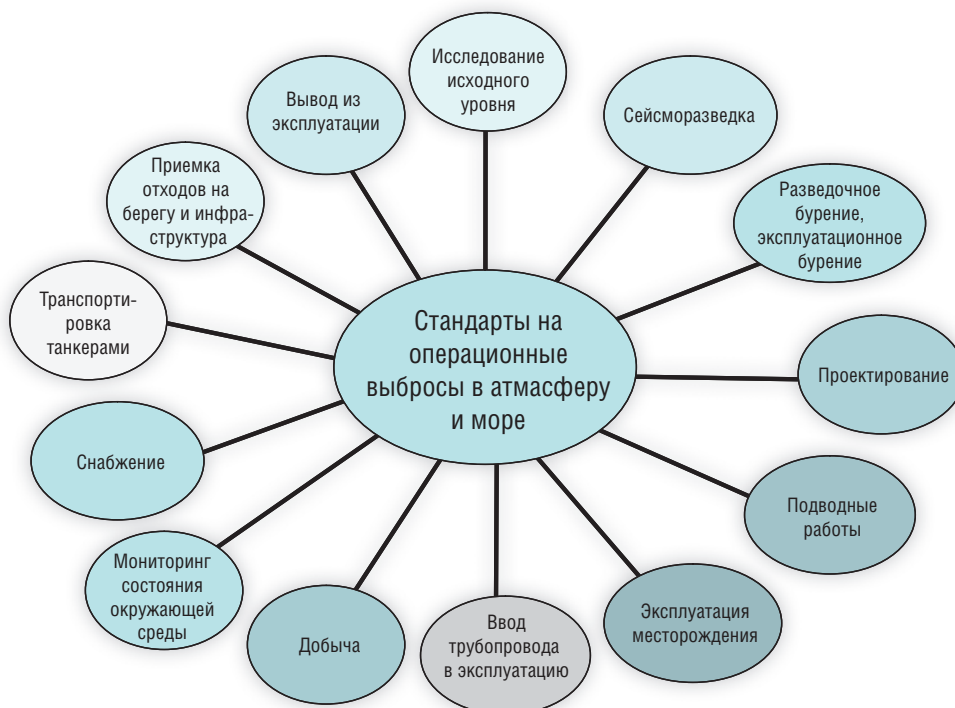 Исследование
исходного
уровня
Сейсморазведка
Разведочное
бурение,
эксплуатационное
бурение
Проектирование
Подводные
работы
Эксплуатация
месторождения
Ввод
трубопровода
в эксплуатацию
Добыча
Мониторинг
состояния
окружающей
среды
Снабжение
Транспорти-
ровка
танкерами
Приемка
отходов на
берегу и инфра-
структура
Вывод из
эксплуатации
Стандарты на
операционные
выбросы в атмасферу
и море